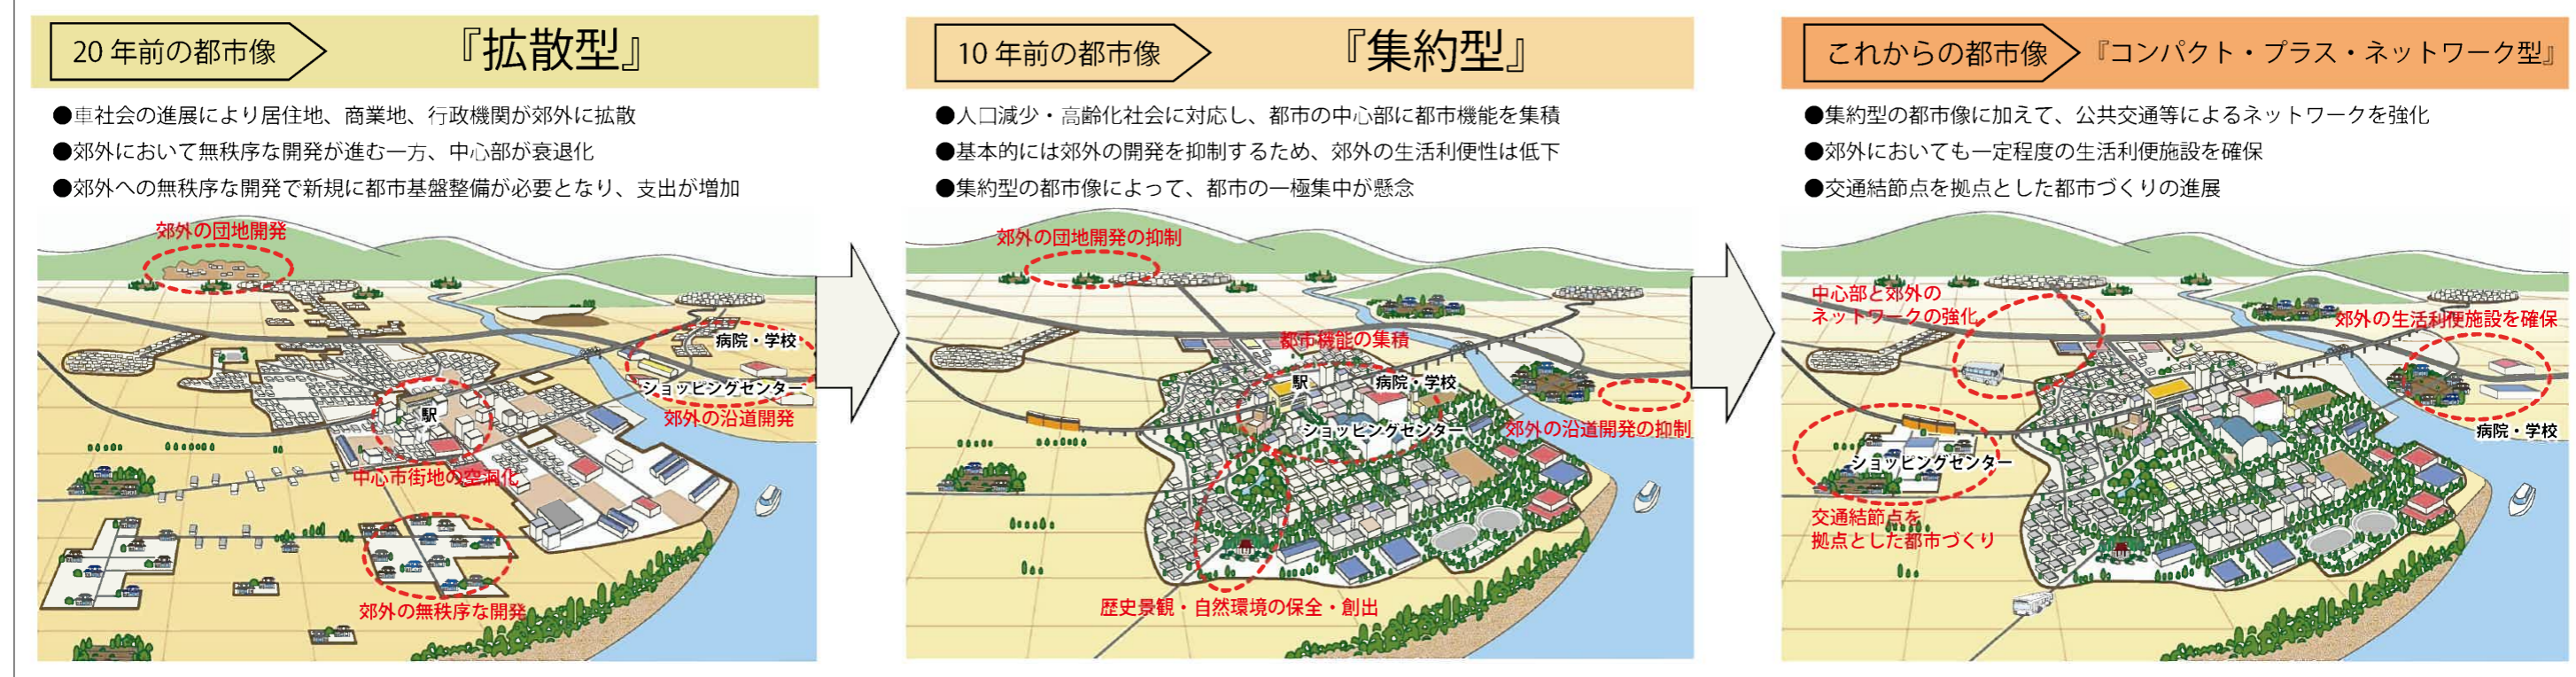 20年前の都市像
『拡散型』
●車社会の進展により居住地、商業地、行政機関が郊外に拡散
●郊外において無秩序な開発が進む一方、中心部が衰退化
●郊外への無秩序な開発で新規に都市基盤整備が必要となり、支出が増加
郊外の団地開発
病院・学校
ショッピングセンター
郊外の沿道開発
駅
中心市街地の空洞化
郊外の無秩序な開発
10年前の都市像
『集約型』
●人口減少・高齢化社会に対応し、都市の中心部に都市機能を集積
●基本的には郊外の開発を抑制するため、郊外の生活利便性は低下
●集約型の都市像によって、都市の一極集中が懸念
郊外の団地開発の抑制
都市機能の集積
駅
病院・学校
ショッピングセンター
郊外の沿道開発の抑制
歴史景観・自然環境の保全・創出
これからの都市像
『コンパクト・プラス・ネットワーク型』
●集約型の都市像に加えて、公共交通等によるネットワークを強化
●郊外においても一定程度の生活利便施設を確保
●交通結節点を拠点とした都市づくりの進展
中心部と郊外の
ネットワークの強化
郊外の生活利便施設を確保
病院・学校
ショッピングセンター
交通結節点を
拠点とした都市づくり